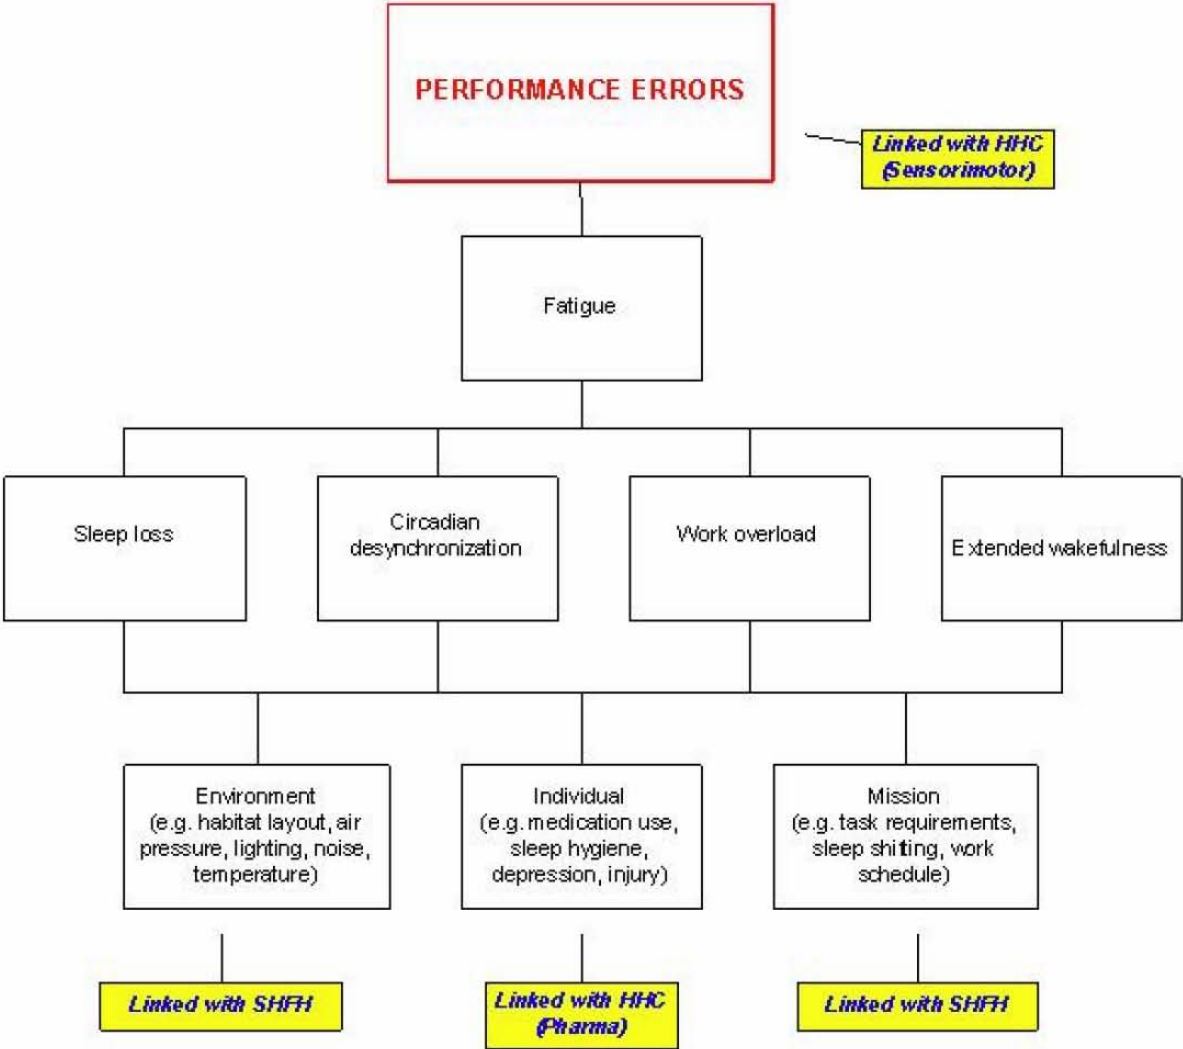 PERFORMANCE ERRORS
Linked with HHC
(Sensorimotor)
Fatigue
Sleep loss
Circadian
desynchronization
Work overload
Extended wakefulness
Environment
(e.g. habitat layout, air
pressure, lighting, noise,
temperature)
Individual
(e.g. medication use,
sleep hygiene,
depression, injury)
Mission
(e.g. task requirements,
sleep shifting, work
schedule)
Linked with SHFH
Linked with HHC
(Pharma)
Linked with SHFH